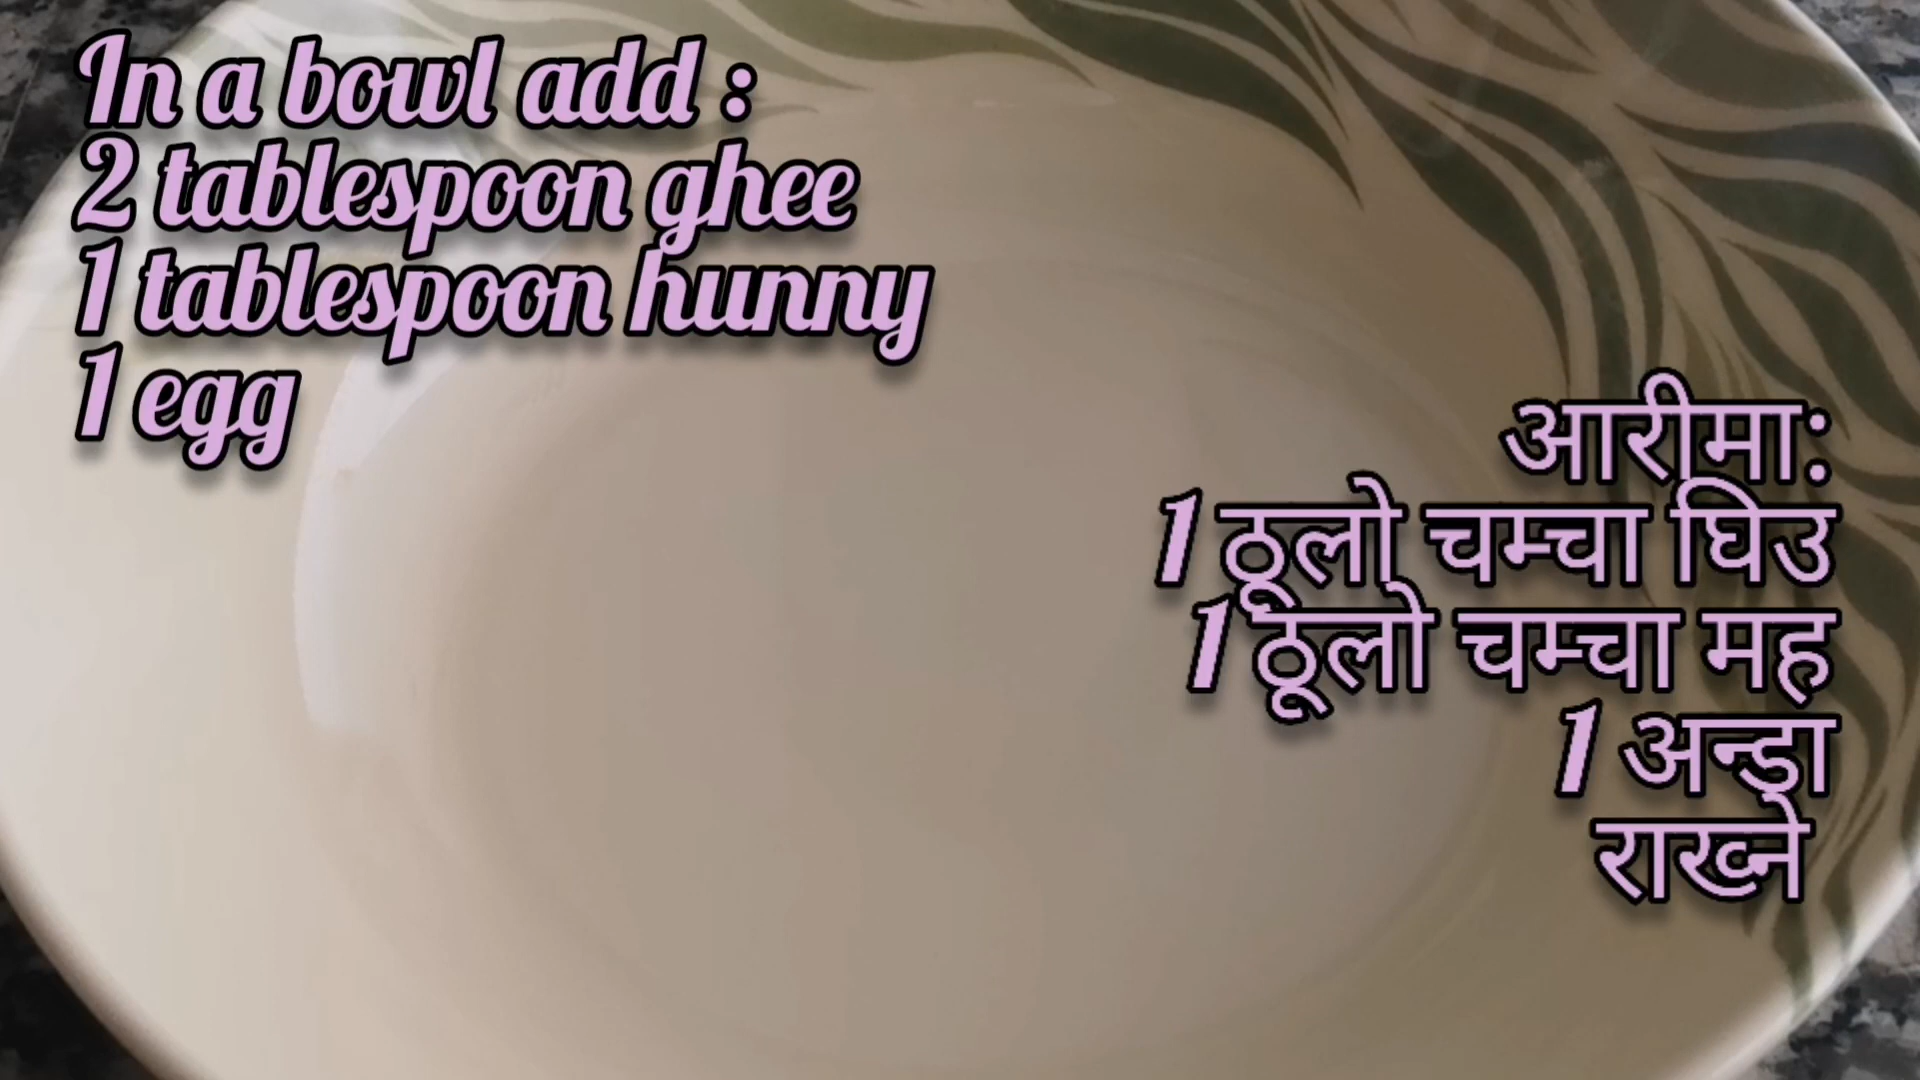 In a bowl add :
2 tablespoon ghee
1 tablespoon hunny
1 egg
आरीमा:
1 ठूलो चम्चा घिउ
1 ठूलो चम्चा मह
1 अन्डा
राख्ने